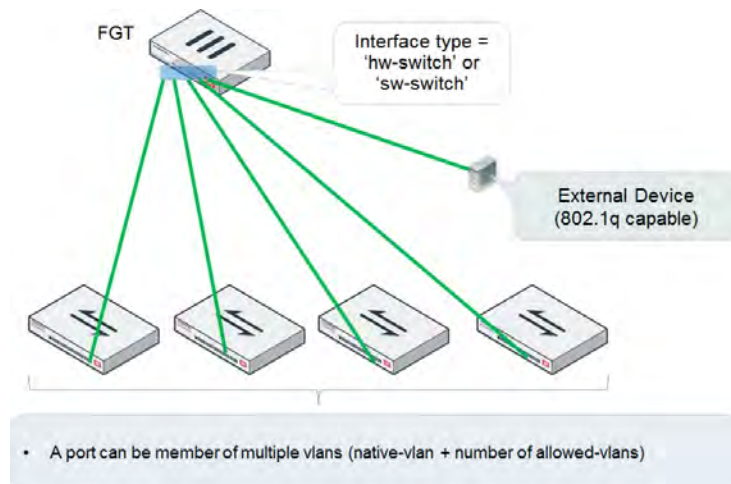 FGT
Interface type =
‘hw-switch’ or
‘sw-switch’
External Device
(802.1q capable)
• A port can be member of multiple vlans (native-vlan + number of allowed-vlans)